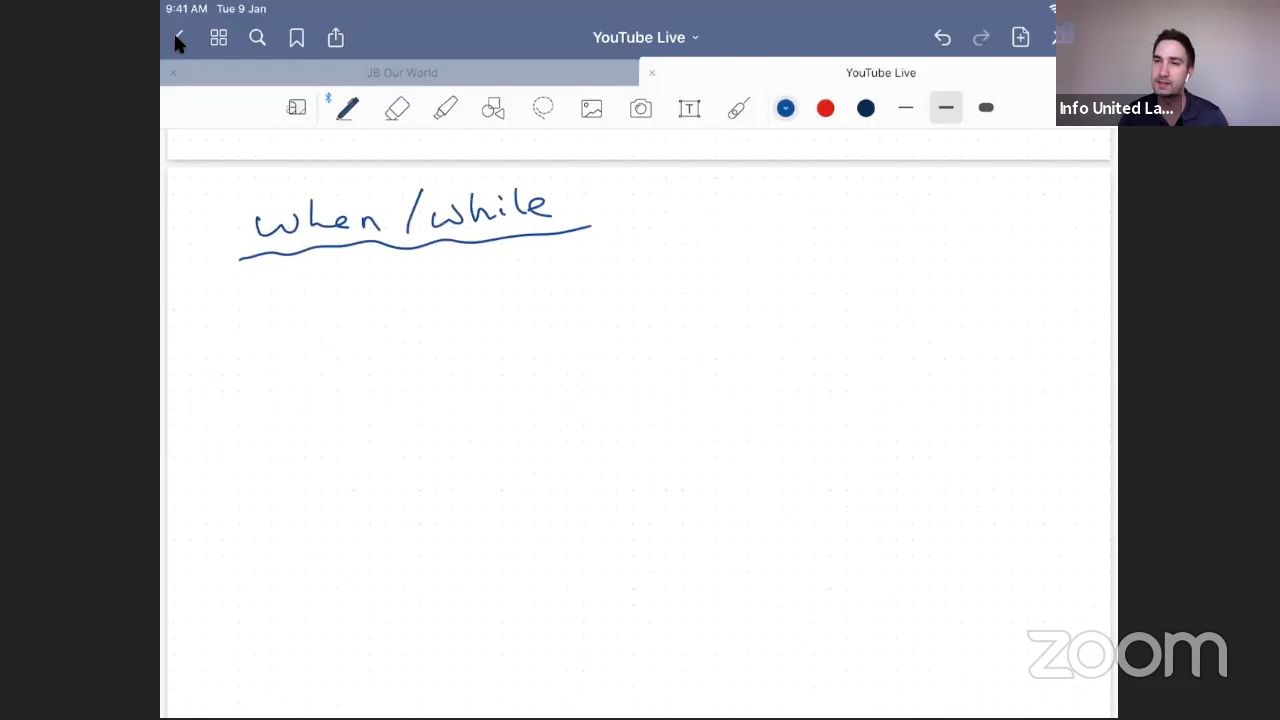 9:41 AM Tue 9 Jan
YouTube Live
JB Our World
YouTube Live
Info United La...
when / while
zoom